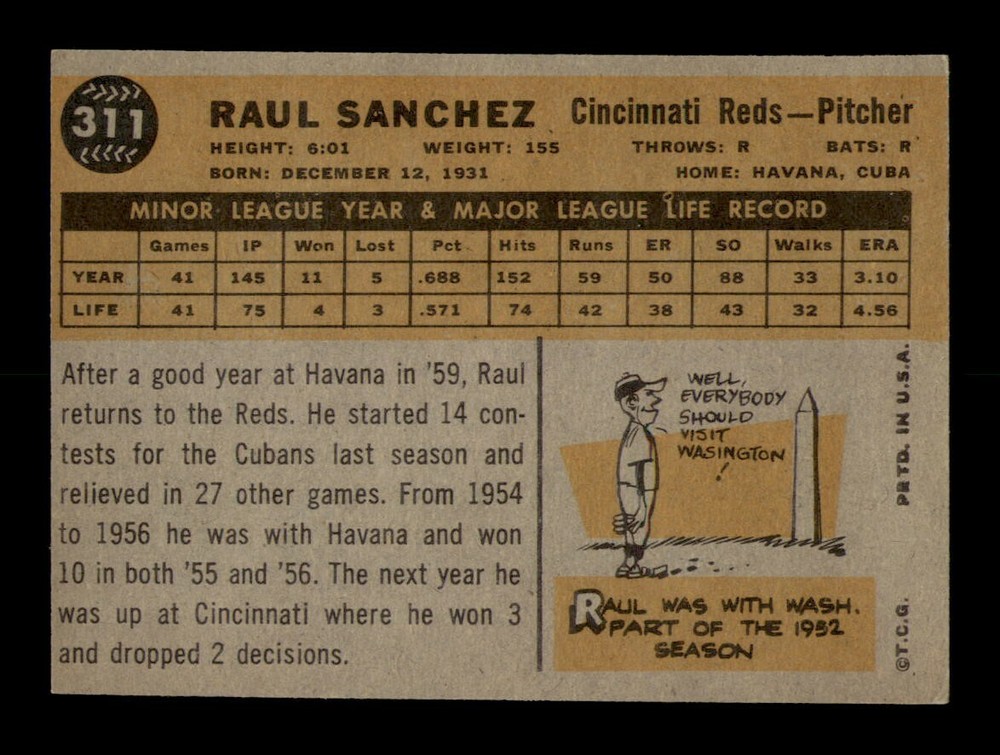 311
RAUL SANCHEZ Cincinnati Reds—Pitcher
HEIGHT: 6:01 WEIGHT: 155 THROWS: R BATS: R
BORN: DECEMBER 12, 1931 HOME: HAVANA, CUBA
MINOR LEAGUE YEAR & MAJOR LEAGUE LIFE RECORD
Games IP Won Lost Pct. Hits Runs ER SO Walks ERA
YEAR 41 145 11 5 .688 152 59 50 88 33 3.10
LIFE 41 75 4 3 .571 74 42 38 43 32 4.56
After a good year at Havana in '59, Raul
returns to the Reds. He started 14 con-
tests for the Cubans last season and
relieved in 27 other games. From 1954
to 1956 he was with Havana and won
10 in both '55 and '56. The next year he
was up at Cincinnati where he won 3
and dropped 2 decisions.
WELL,
EVERYBODY
SHOULD
VISIT
WASINGTON
!
RAUL WAS WITH WASH.
PART OF THE 1952
SEASON
©T.C.G. PRTD. IN U.S.A.